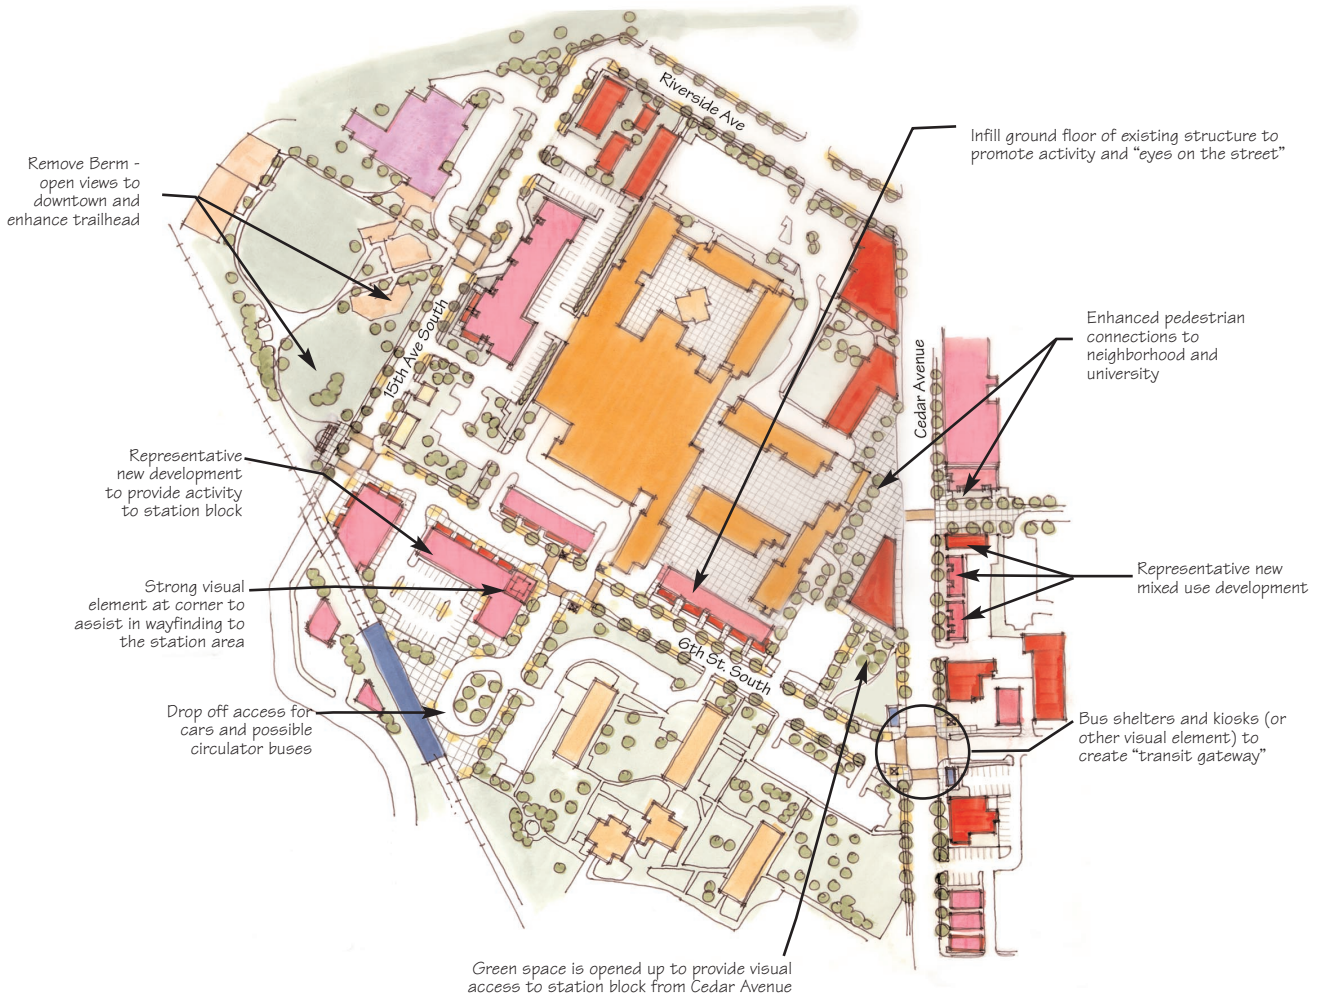 Riverside Ave
Infill ground floor of existing structure to
promote activity and “eyes on the street”
Remove Berm -
open views to
downtown and
enhance trailhead
15th Ave South
Cedar Avenue
Enhanced pedestrian
connections to
neighborhood and
university
Representative
new development
to provide activity
to station block
Strong visual
element at corner to
assist in wayfinding to
the station area
Representative new
mixed use development
6th St. South
Drop off access for
cars and possible
circulator buses
Bus shelters and kiosks (or
other visual element) to
create “transit gateway”
Green space is opened up to provide visual
access to station block from Cedar Avenue